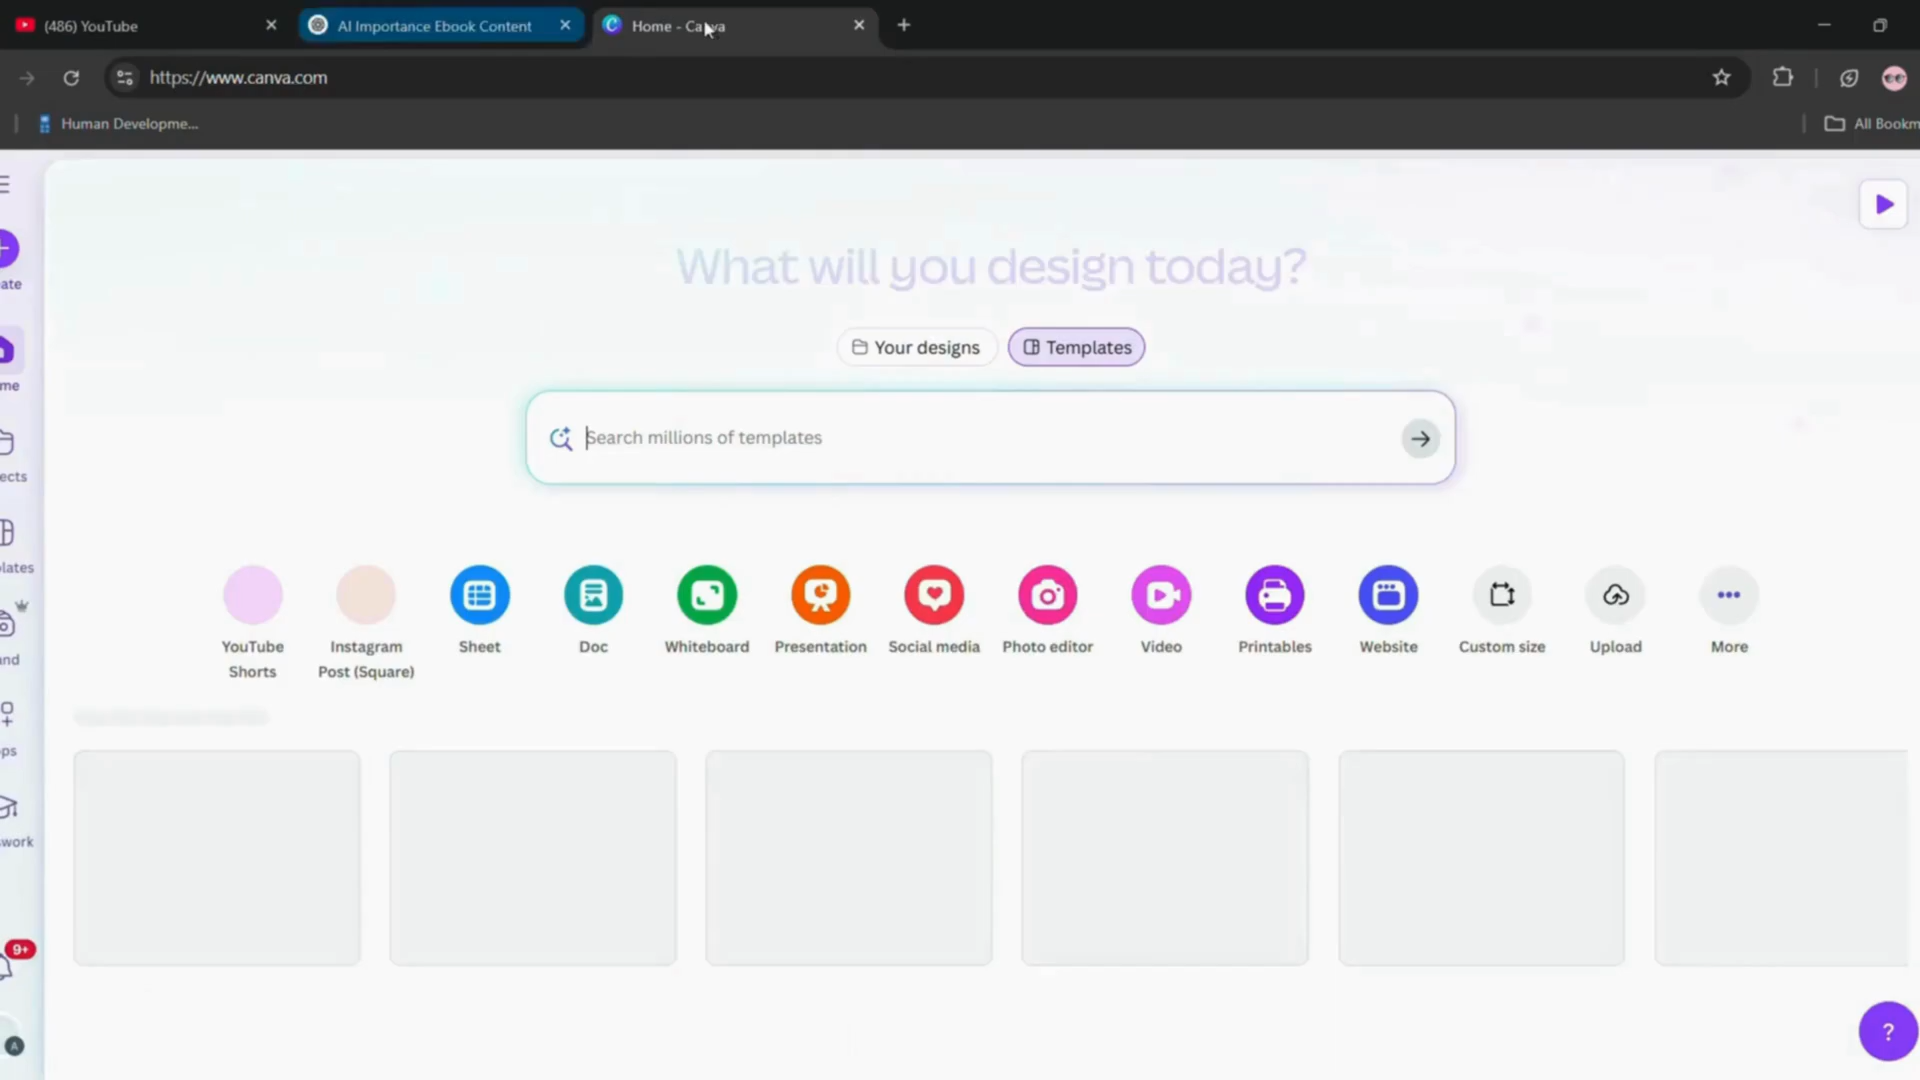 (486) YouTube
AI Importance Ebook Content
Home - Canva
https://www.canva.com
Human Developme...
All Bookm
What will you design today?
Your designs
Templates
Search millions of templates
ate
me
ects
lates
and
ps
work
9+
A
YouTube Shorts
Instagram Post (Square)
Sheet
Doc
Whiteboard
Presentation
Social media
Photo editor
Video
Printables
Website
Custom size
Upload
More
?